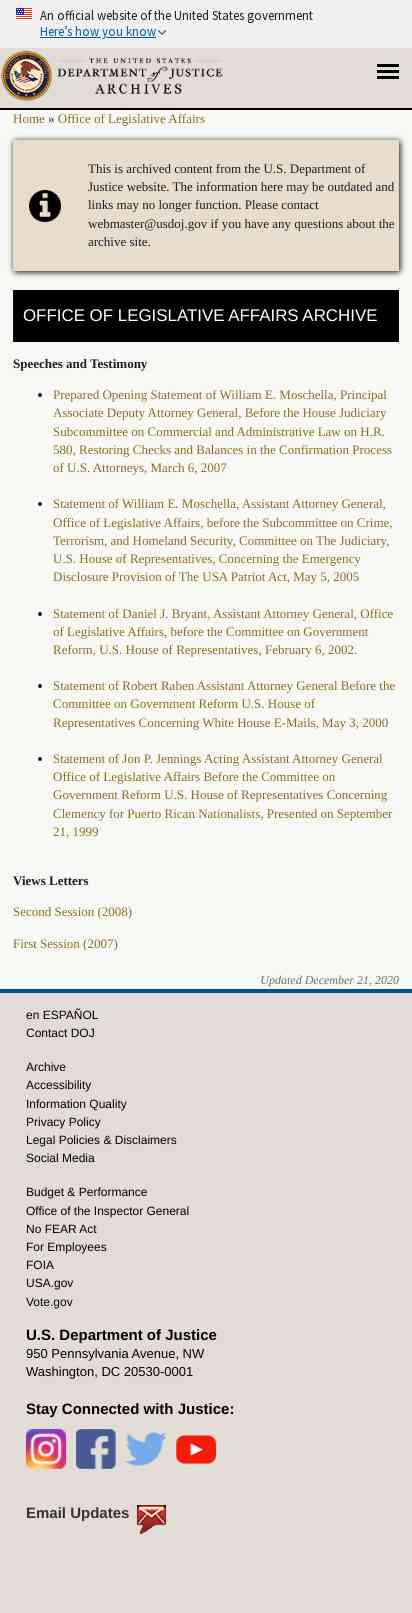 An official website of the United States government
Here's how you know
THE UNITED STATES
DEPARTMENT of JUSTICE
ARCHIVES
Home » Office of Legislative Affairs
This is archived content from the U.S. Department of
Justice website. The information here may be outdated and
links may no longer function. Please contact
webmaster@usdoj.gov if you have any questions about the
archive site.
OFFICE OF LEGISLATIVE AFFAIRS ARCHIVE
Speeches and Testimony
• Prepared Opening Statement of William E. Moschella, Principal
Associate Deputy Attorney General, Before the House Judiciary
Subcommittee on Commercial and Administrative Law on H.R.
580, Restoring Checks and Balances in the Confirmation Process
of U.S. Attorneys, March 6, 2007
• Statement of William E. Moschella, Assistant Attorney General,
Office of Legislative Affairs, before the Subcommittee on Crime,
Terrorism, and Homeland Security, Committee on The Judiciary,
U.S. House of Representatives, Concerning the Emergency
Disclosure Provision of The USA Patriot Act, May 5, 2005
• Statement of Daniel J. Bryant, Assistant Attorney General, Office
of Legislative Affairs, before the Committee on Government
Reform, U.S. House of Representatives, February 6, 2002.
• Statement of Robert Raben Assistant Attorney General Before the
Committee on Government Reform U.S. House of
Representatives Concerning White House E-Mails, May 3, 2000
• Statement of Jon P. Jennings Acting Assistant Attorney General
Office of Legislative Affairs Before the Committee on
Government Reform U.S. House of Representatives Concerning
Clemency for Puerto Rican Nationalists, Presented on September
21, 1999
Views Letters
Second Session (2008)
First Session (2007)
Updated December 21, 2020
en ESPAÑOL
Contact DOJ
Archive
Accessibility
Information Quality
Privacy Policy
Legal Policies & Disclaimers
Social Media
Budget & Performance
Office of the Inspector General
No FEAR Act
For Employees
FOIA
USA.gov
Vote.gov
U.S. Department of Justice
950 Pennsylvania Avenue, NW
Washington, DC 20530-0001
Stay Connected with Justice:
Email Updates